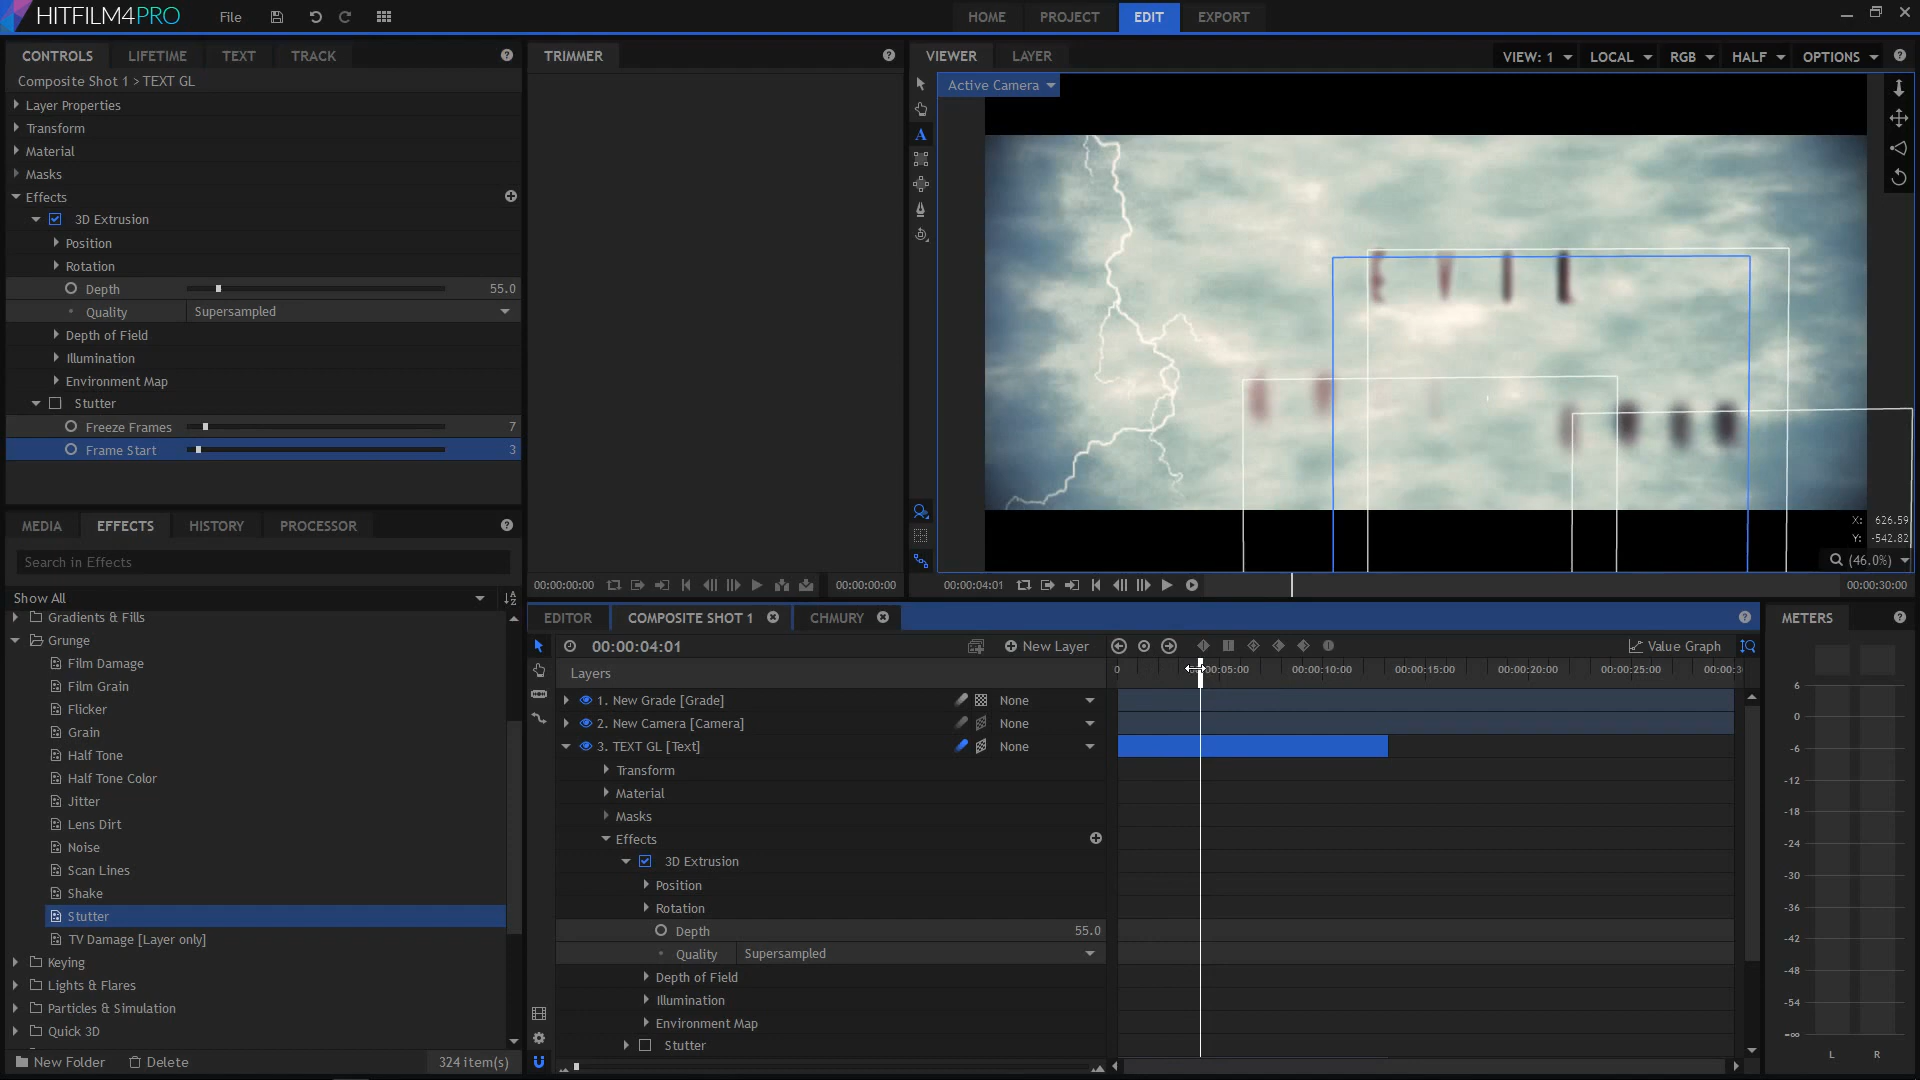 HITFILM4PRO
File
HOME
PROJECT
EDIT
EXPORT
CONTROLS
LIFETIME
TEXT
TRACK
Composite Shot 1 > TEXT GL
Layer Properties
Transform
Material
Masks
Effects
3D Extrusion
Position
Rotation
Depth 55.0
Quality Supersampled
Depth of Field
Illumination
Environment Map
Stutter
Freeze Frames 7
Frame Start 3
TRIMMER
00:00:00:00
00:00:00:00
VIEWER
LAYER
VIEW: 1
LOCAL
RGB
HALF
OPTIONS
Active Camera
X: 626.59
Y: -542.82
(46.0%)
00:00:04:01
00:00:30:00
MEDIA
EFFECTS
HISTORY
PROCESSOR
Search in Effects
Show All
Gradients & Fills
Grunge
Film Damage
Film Grain
Flicker
Grain
Half Tone
Half Tone Color
Jitter
Lens Dirt
Noise
Scan Lines
Shake
Stutter
TV Damage [Layer only]
Keying
Lights & Flares
Particles & Simulation
Quick 3D
New Folder
Delete
324 item(s)
EDITOR
COMPOSITE SHOT 1
CHMURY
00:00:04:01
New Layer
Value Graph
Layers
0
00:00:10:00
00:00:15:00
00:00:20:00
00:00:25:00
1. New Grade [Grade] None
2. New Camera [Camera] None
3. TEXT GL [Text] None
Transform
Material
Masks
Effects
3D Extrusion
Position
Rotation
Depth 55.0
Quality Supersampled
Depth of Field
Illumination
Environment Map
Stutter
METERS
6
0
-6
-12
-18
-24
-30
-36
-42
-48
-54
-∞
L R